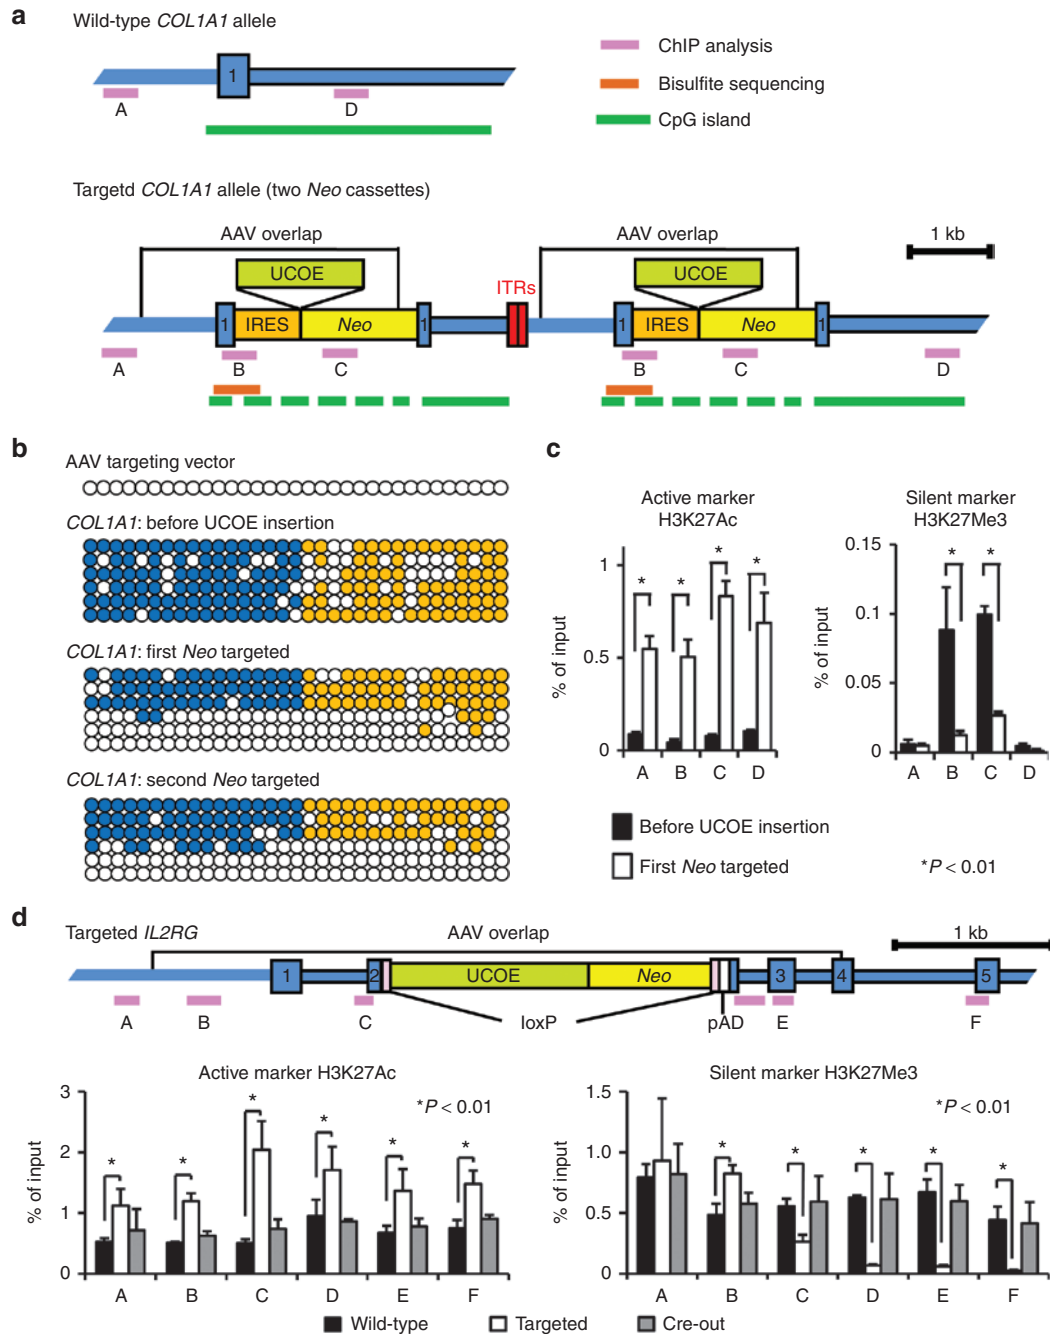 a
Wild-type COL1A1 allele
1
A
D
ChIP analysis
Bisulfite sequencing
CpG island
Targetd COL1A1 allele (two Neo cassettes)
AAV overlap
AAV overlap
1 kb
UCOE
UCOE
ITRs
1 IRES Neo 1
1 IRES Neo 1
A B C B C D
b
AAV targeting vector
COL1A1: before UCOE insertion
COL1A1: first Neo targeted
COL1A1: second Neo targeted
c
Active marker
H3K27Ac
% of input
1
0.5
0
* * * *
A B C D
Silent marker
H3K27Me3
% of input
0.15
0.1
0.05
0
* *
A B C D
Before UCOE insertion
First Neo targeted
*P < 0.01
d
Targeted IL2RG
AAV overlap
1 kb
1 2 UCOE Neo 3 4 5
A B C loxP pA D E F
Active marker H3K27Ac
*P < 0.01
% of input
3
2
1
0
* * * * * *
A B C D E F
Silent marker H3K27Me3
*P < 0.01
% of input
1.5
1.0
0.5
0
* * * * *
A B C D E F
Wild-type Targeted Cre-out